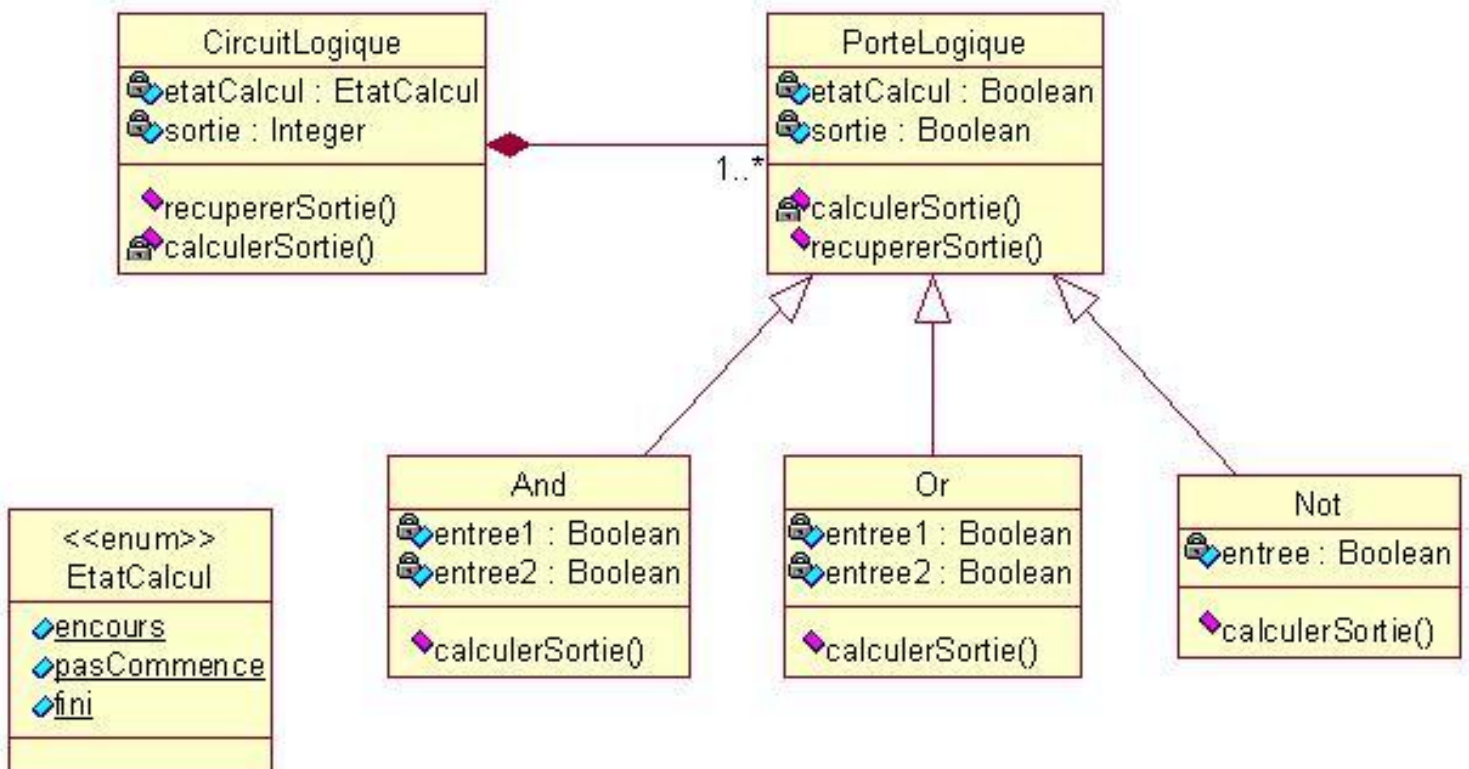 CircuitLogique
etatCalcul : EtatCalcul
sortie : Integer
recupererSortie()
calculerSortie()
PorteLogique
etatCalcul : Boolean
sortie : Boolean
calculerSortie()
recupererSortie()
1..*
And
entree1 : Boolean
entree2 : Boolean
calculerSortie()
Or
entree1 : Boolean
entree2 : Boolean
calculerSortie()
Not
entree : Boolean
calculerSortie()
<<enum>>
EtatCalcul
encours
pasCommence
fini